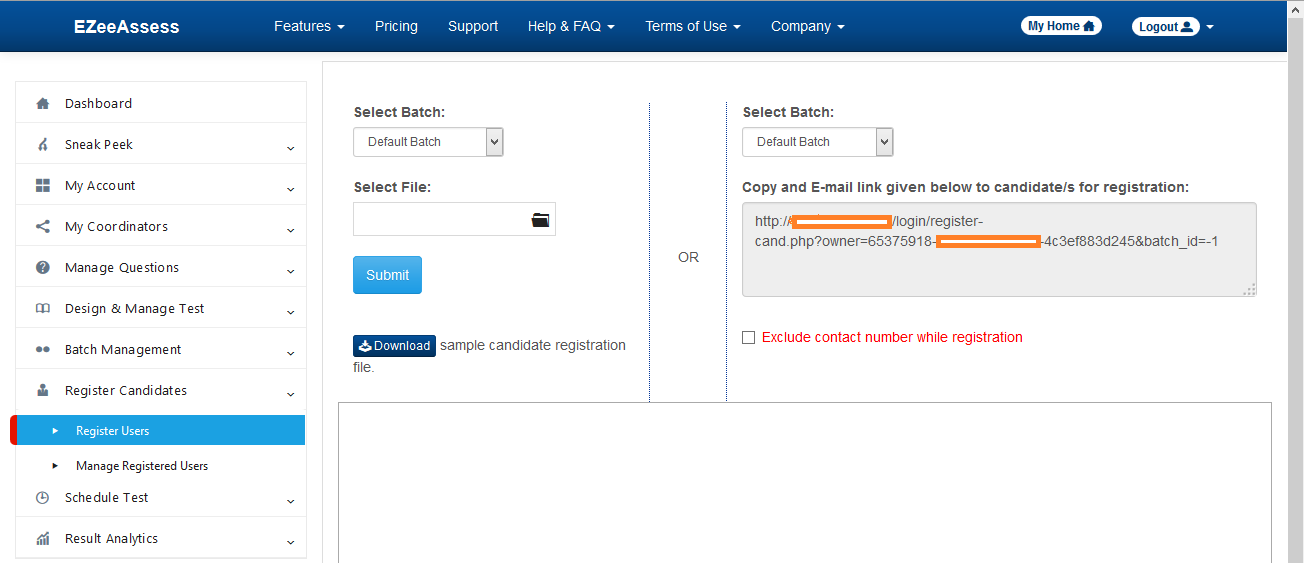 EZeeAssess
Features
Pricing
Support
Help & FAQ
Terms of Use
Company
My Home
Logout
Dashboard
Sneak Peek
My Account
My Coordinators
Manage Questions
Design & Manage Test
Batch Management
Register Candidates
Register Users
Manage Registered Users
Schedule Test
Result Analytics
Select Batch:
Default Batch
Select File:
Submit
Download sample candidate registration
file.
OR
Select Batch:
Default Batch
Copy and E-mail link given below to candidate/s for registration:
http:// /login/register-
cand.php?owner=65375918- -4c3ef883d245&batch_id=-1
Exclude contact number while registration